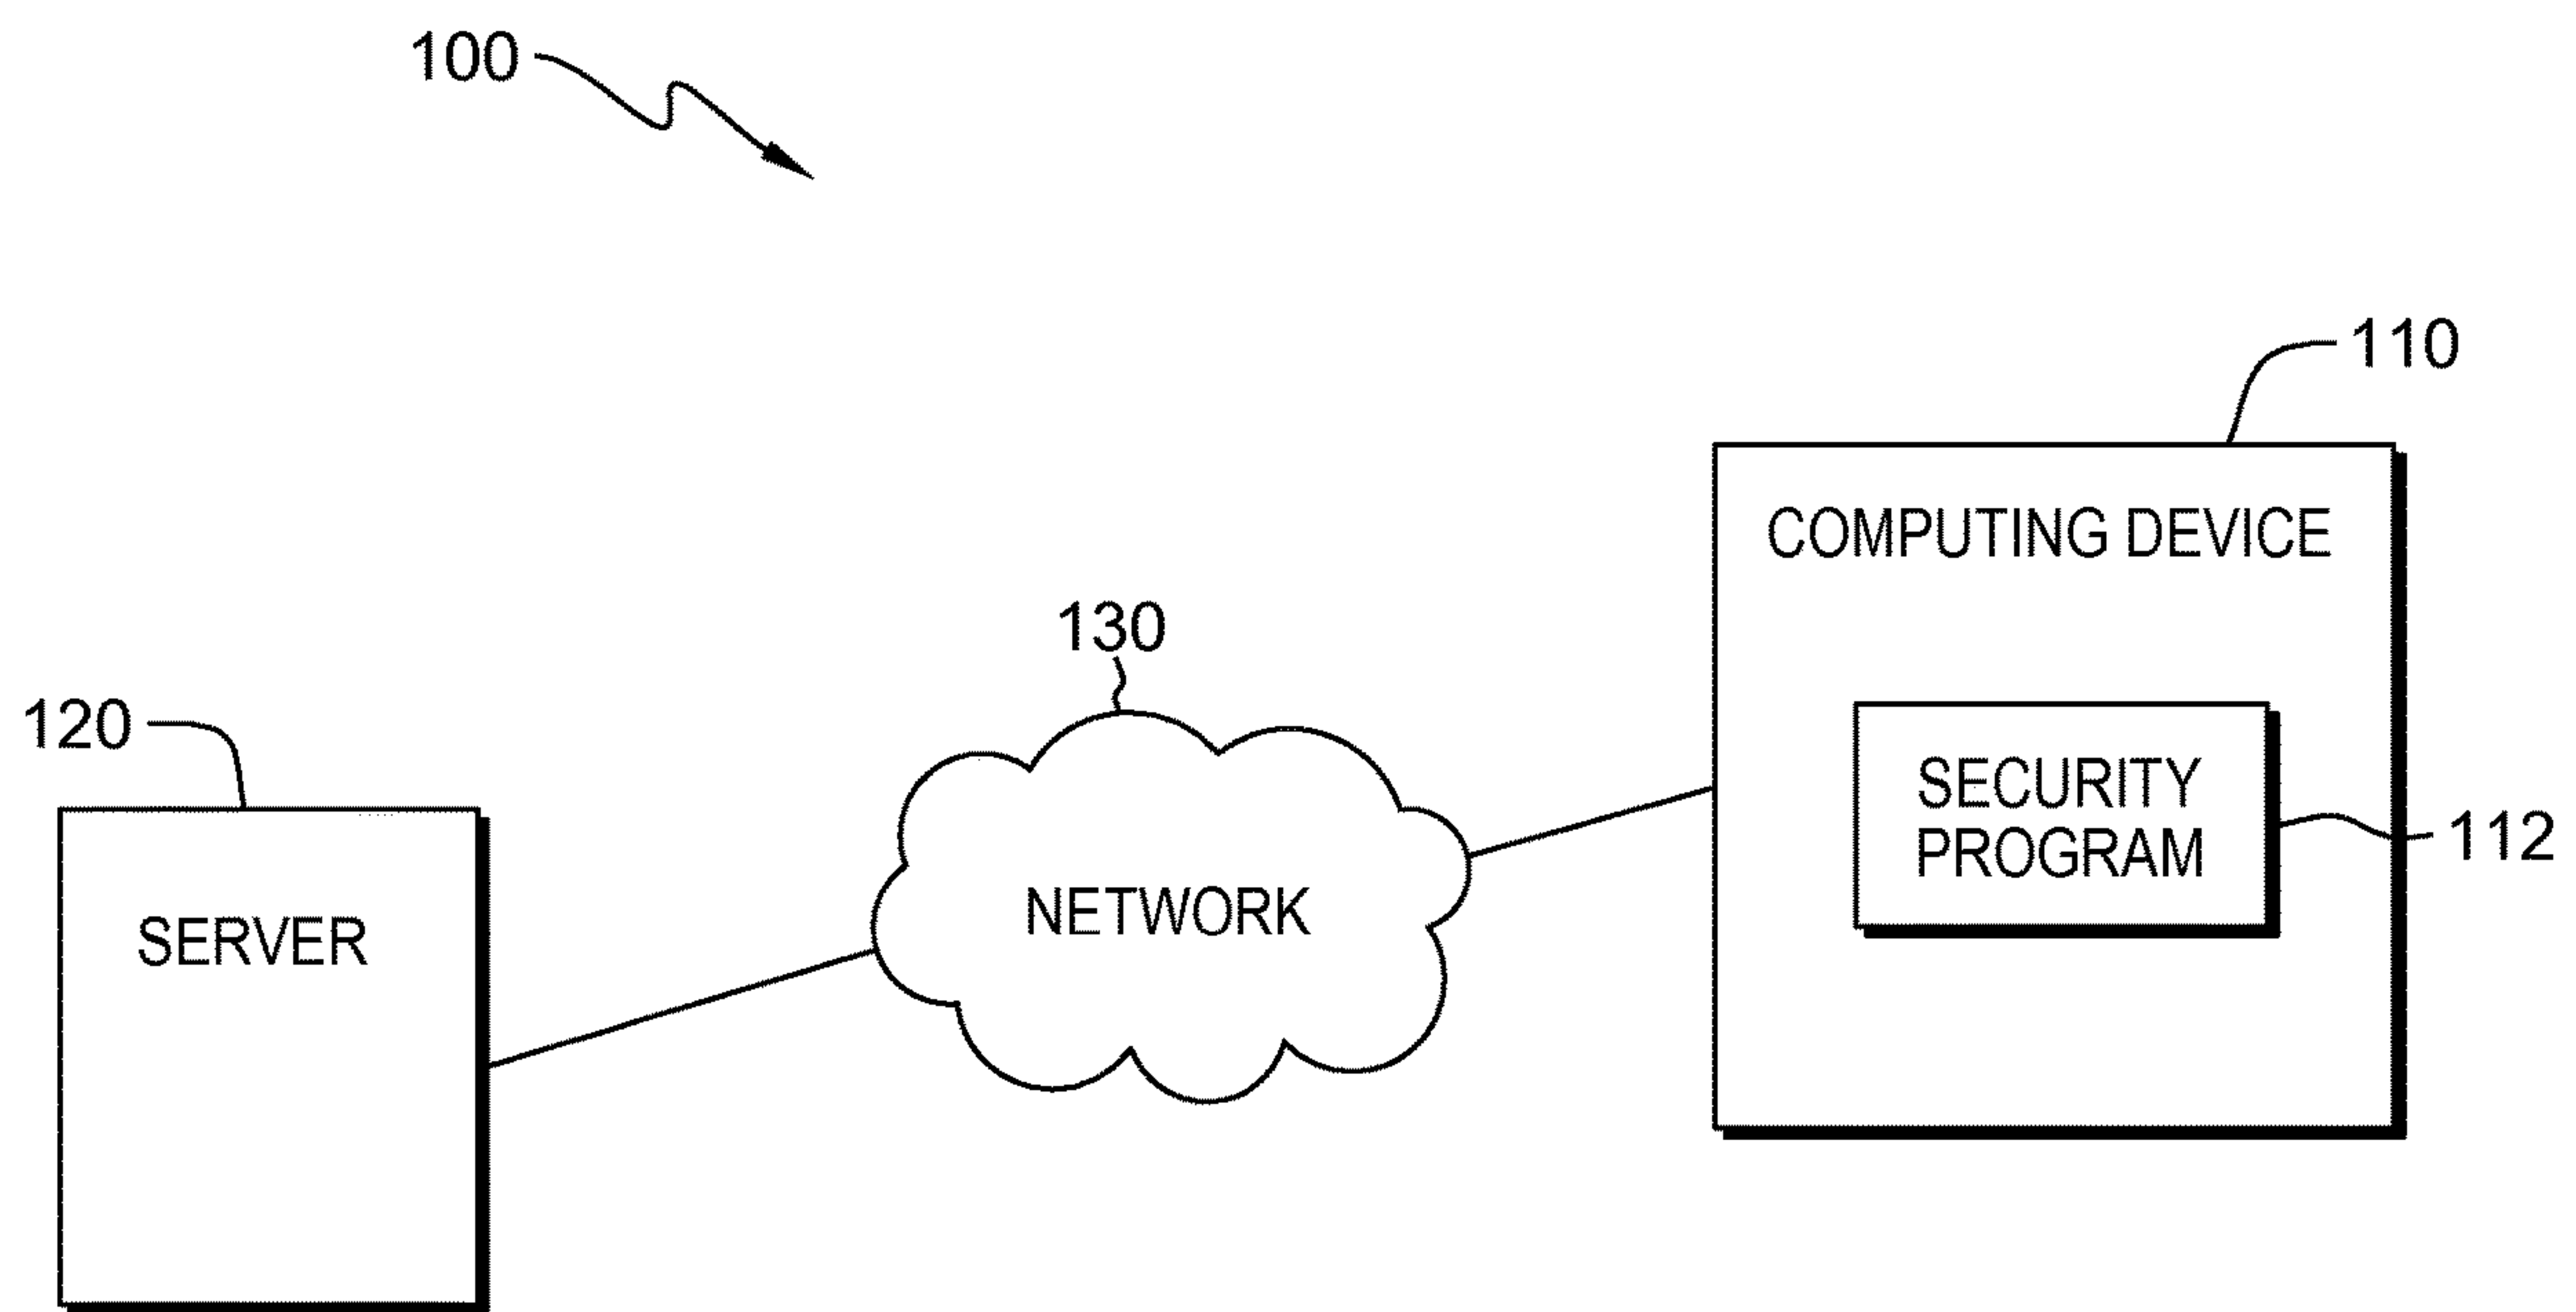 100
110
COMPUTING DEVICE
130
120
SECURITY
PROGRAM
112
NETWORK
SERVER